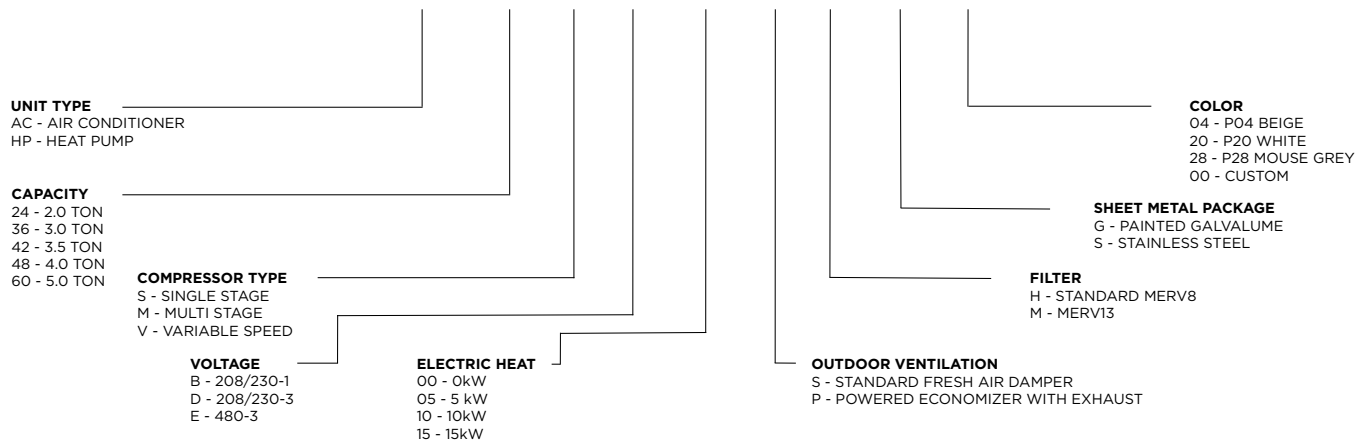 UNIT TYPE
AC - AIR CONDITIONER
HP - HEAT PUMP
CAPACITY
24 - 2.0 TON
36 - 3.0 TON
42 - 3.5 TON
48 - 4.0 TON
60 - 5.0 TON
COMPRESSOR TYPE
S - SINGLE STAGE
M - MULTI STAGE
V - VARIABLE SPEED
VOLTAGE
B - 208/230-1
D - 208/230-3
E - 480-3
ELECTRIC HEAT
00 - 0kW
05 - 5 kW
10 - 10kW
15 - 15kW
OUTDOOR VENTILATION
S - STANDARD FRESH AIR DAMPER
P - POWERED ECONOMIZER WITH EXHAUST
FILTER
H - STANDARD MERV8
M - MERV13
SHEET METAL PACKAGE
G - PAINTED GALVALUME
S - STAINLESS STEEL
COLOR
04 - P04 BEIGE
20 - P20 WHITE
28 - P28 MOUSE GREY
00 - CUSTOM